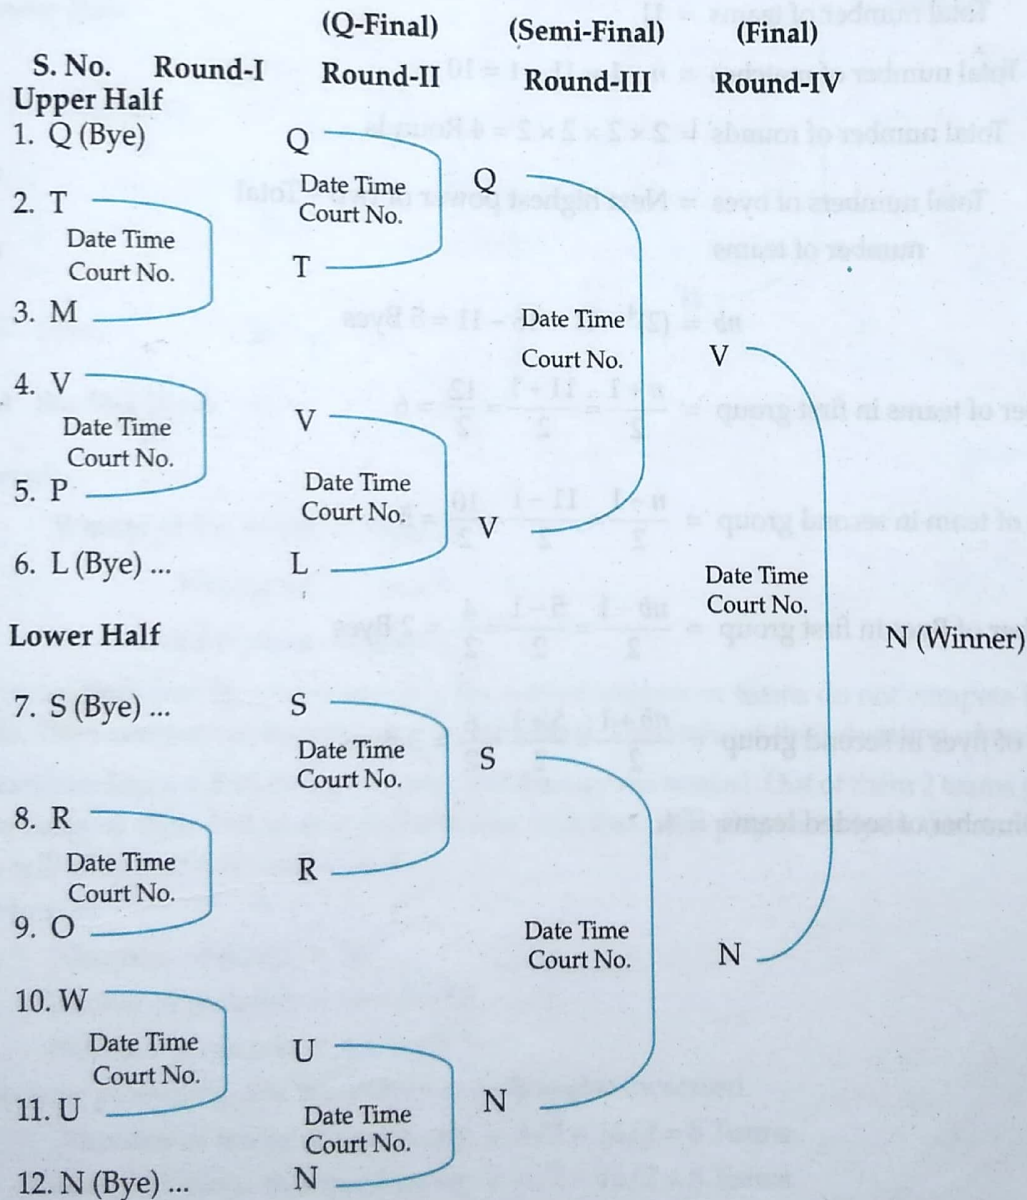 (Q-Final) (Semi-Final) (Final)
S. No. Round-I Round-II Round-III Round-IV
Upper Half
1. Q (Bye)
Q
Date Time
Court No.
T
2. T
Date Time
Court No.
3. M
Q
Date Time
Court No.
V
4. V
Date Time
Court No.
5. P
V
Date Time
Court No.
L
6. L (Bye) ...
V
Date Time
Court No.
N
N (Winner)
Lower Half
7. S (Bye) ...
S
Date Time
Court No.
R
8. R
Date Time
Court No.
9. O
S
Date Time
Court No.
N
10. W
Date Time
Court No.
11. U
U
Date Time
Court No.
N
12. N (Bye) ...